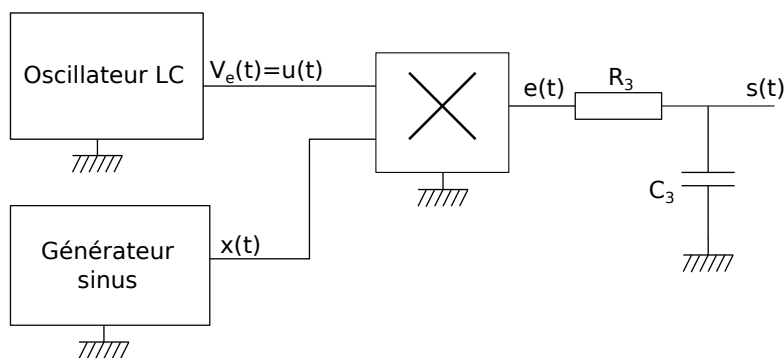 Oscillateur LC
Vₑ(t)=u(t)
e(t)
R₃
s(t)
C₃
Générateur
sinus
x(t)